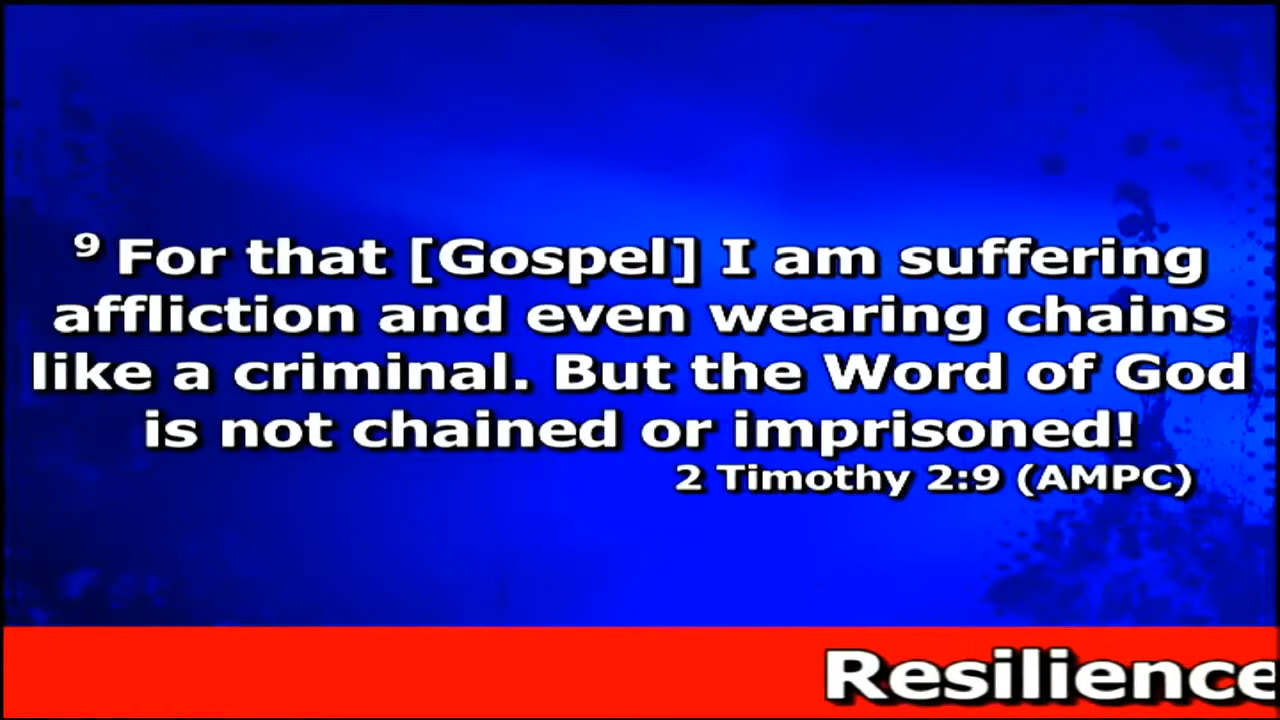 9 For that [Gospel] I am suffering
affliction and even wearing chains
like a criminal. But the Word of God
is not chained or imprisoned!
2 Timothy 2:9 (AMPC)
Resilience